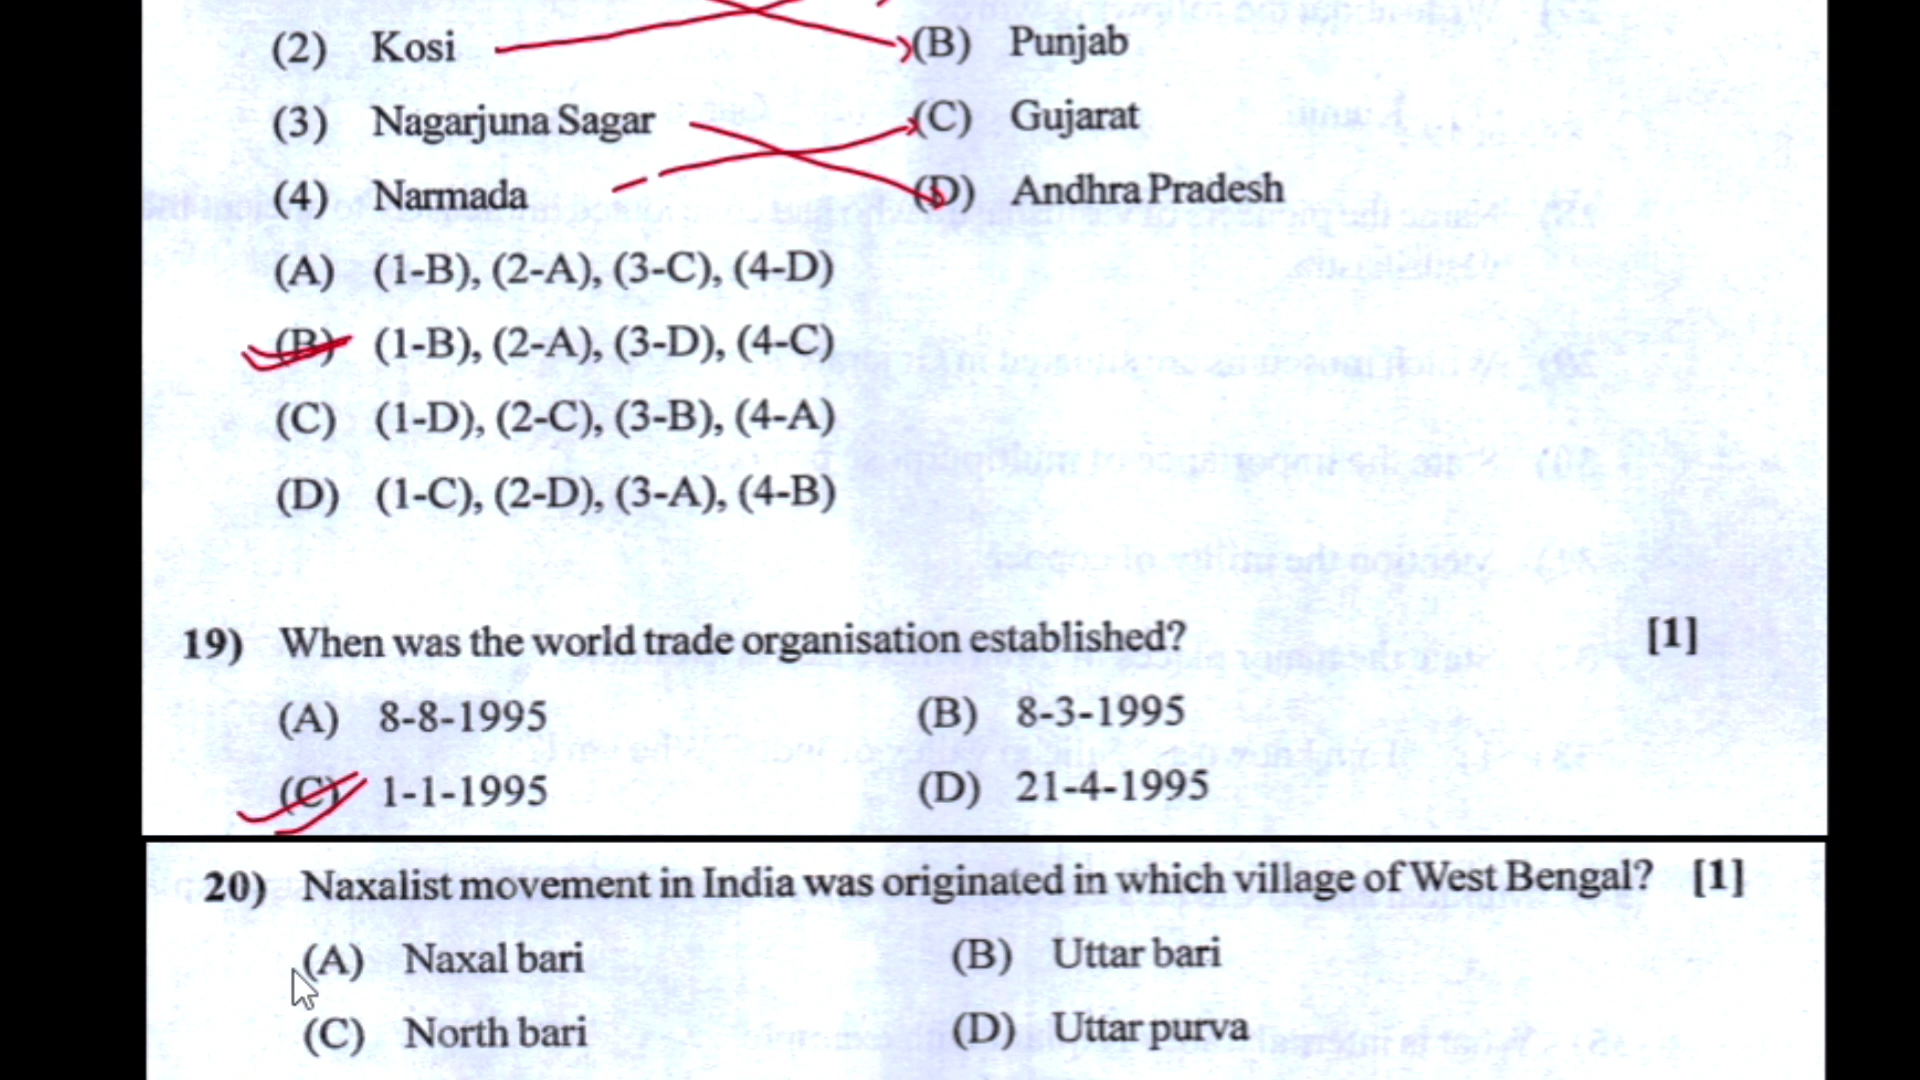 (2) Kosi (B) Punjab
(3) Nagarjuna Sagar (C) Gujarat
(4) Narmada (D) Andhra Pradesh
(A) (1-B), (2-A), (3-C), (4-D)
(B) (1-B), (2-A), (3-D), (4-C)
(C) (1-D), (2-C), (3-B), (4-A)
(D) (1-C), (2-D), (3-A), (4-B)
19) When was the world trade organisation established? [1]
(A) 8-8-1995 (B) 8-3-1995
(C) 1-1-1995 (D) 21-4-1995
20) Naxalist movement in India was originated in which village of West Bengal? [1]
(A) Naxal bari (B) Uttar bari
(C) North bari (D) Uttar purva